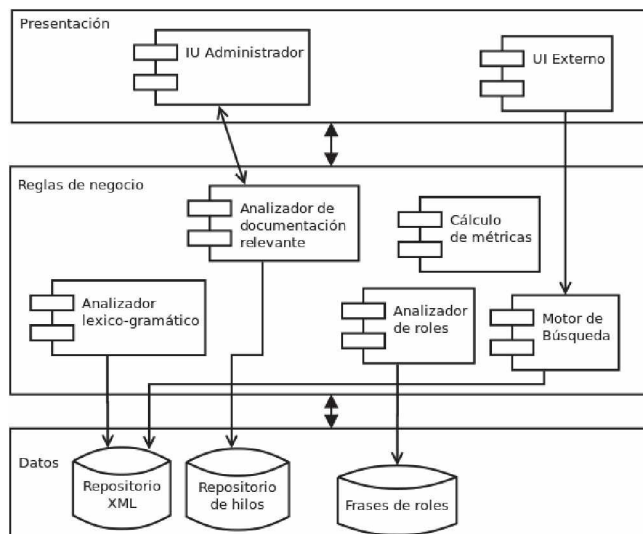 Presentación
IU Administrador
UI Externo
Reglas de negocio
Analizador de
documentación
relevante
Cálculo
de métricas
Analizador
lexico-gramático
Analizador
de roles
Motor de
Búsqueda
Datos
Repositorio
XML
Repositorio
de hilos
Frases de roles